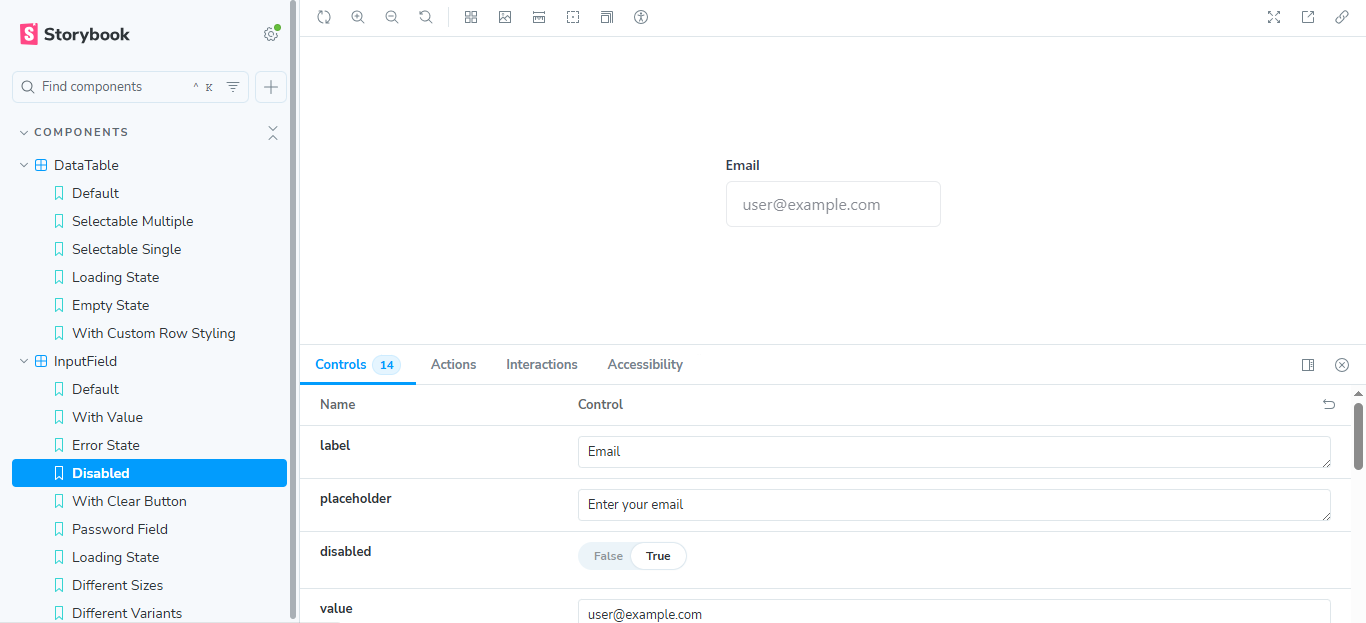 Storybook
Find components
^ K
COMPONENTS
DataTable
Default
Selectable Multiple
Selectable Single
Loading State
Empty State
With Custom Row Styling
InputField
Default
With Value
Error State
Disabled
With Clear Button
Password Field
Loading State
Different Sizes
Different Variants
Email
user@example.com
Controls 14 Actions Interactions Accessibility
Name Control
label Email
placeholder Enter your email
disabled False True
value user@example.com